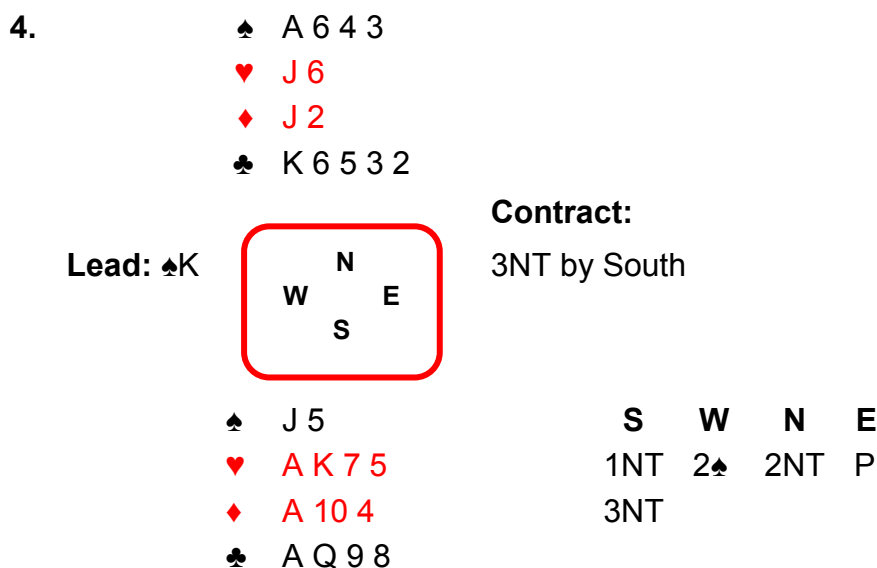 4. ♠ A 6 4 3
♥ J 6
♦ J 2
♣ K 6 5 3 2
Contract:
Lead: ♠K
N
W E
S
3NT by South
♠ J 5
♥ A K 7 5
♦ A 10 4
♣ A Q 9 8
S W N E
1NT 2♠ 2NT P
3NT